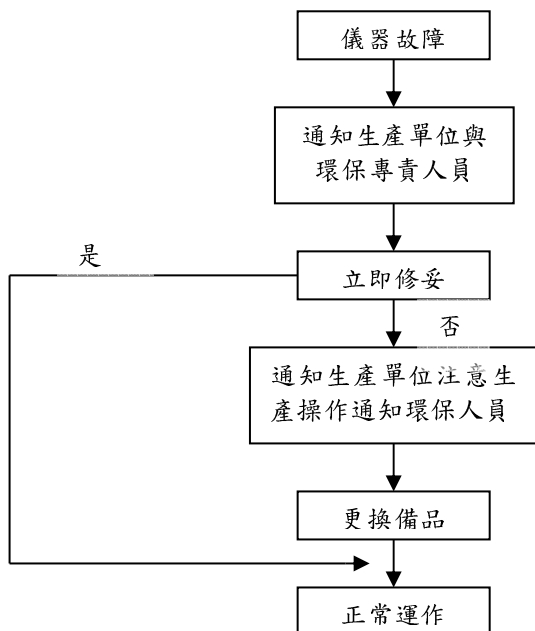 儀器故障
通知生產單位與
環保專責人員
是
立即修妥
否
通知生產單位注意生
產操作通知環保人員
更換備品
正常運作